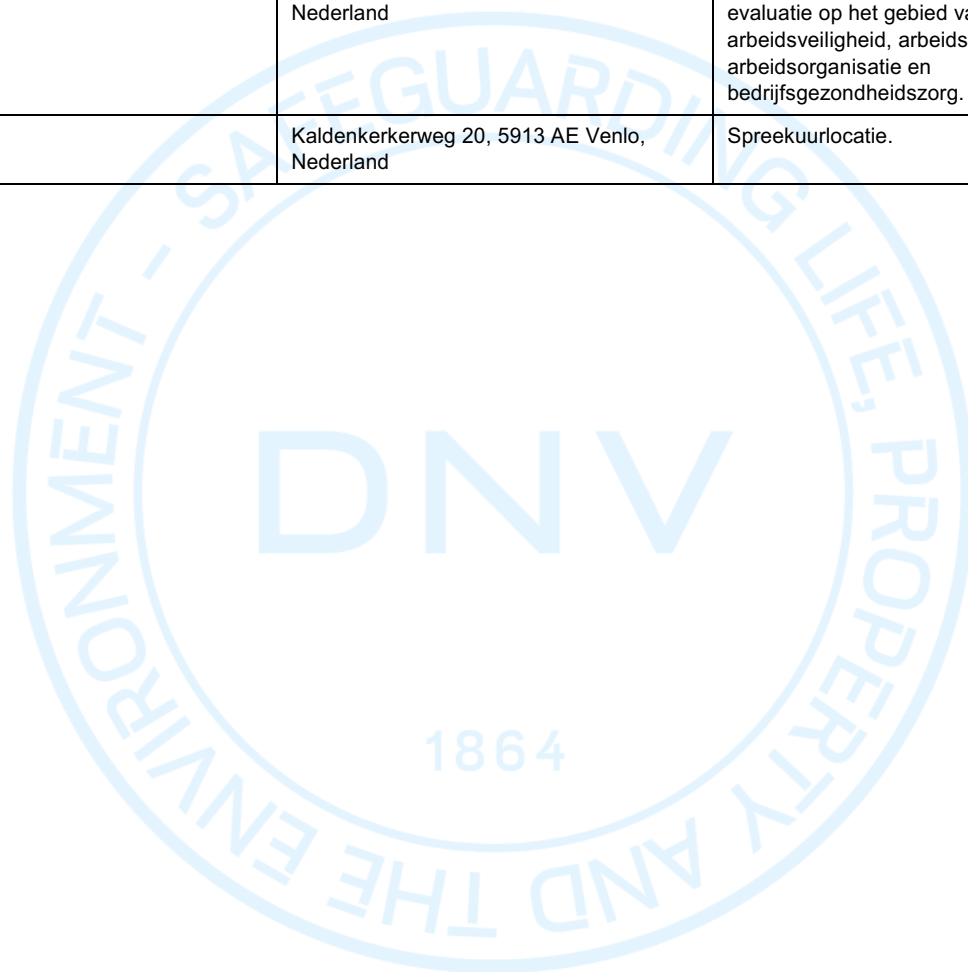 Nederland
evaluatie op het gebied va
arbeidsveiligheid, arbeids
arbeidsorganisatie en
bedrijfsgezondheidszorg.
Kaldenkerkerweg 20, 5913 AE Venlo,
Nederland
Spreekuurlocatie.
SAFEGUARDING LIFE, PROPERTY AND THE ENVIRONMENT -
DNV
1864